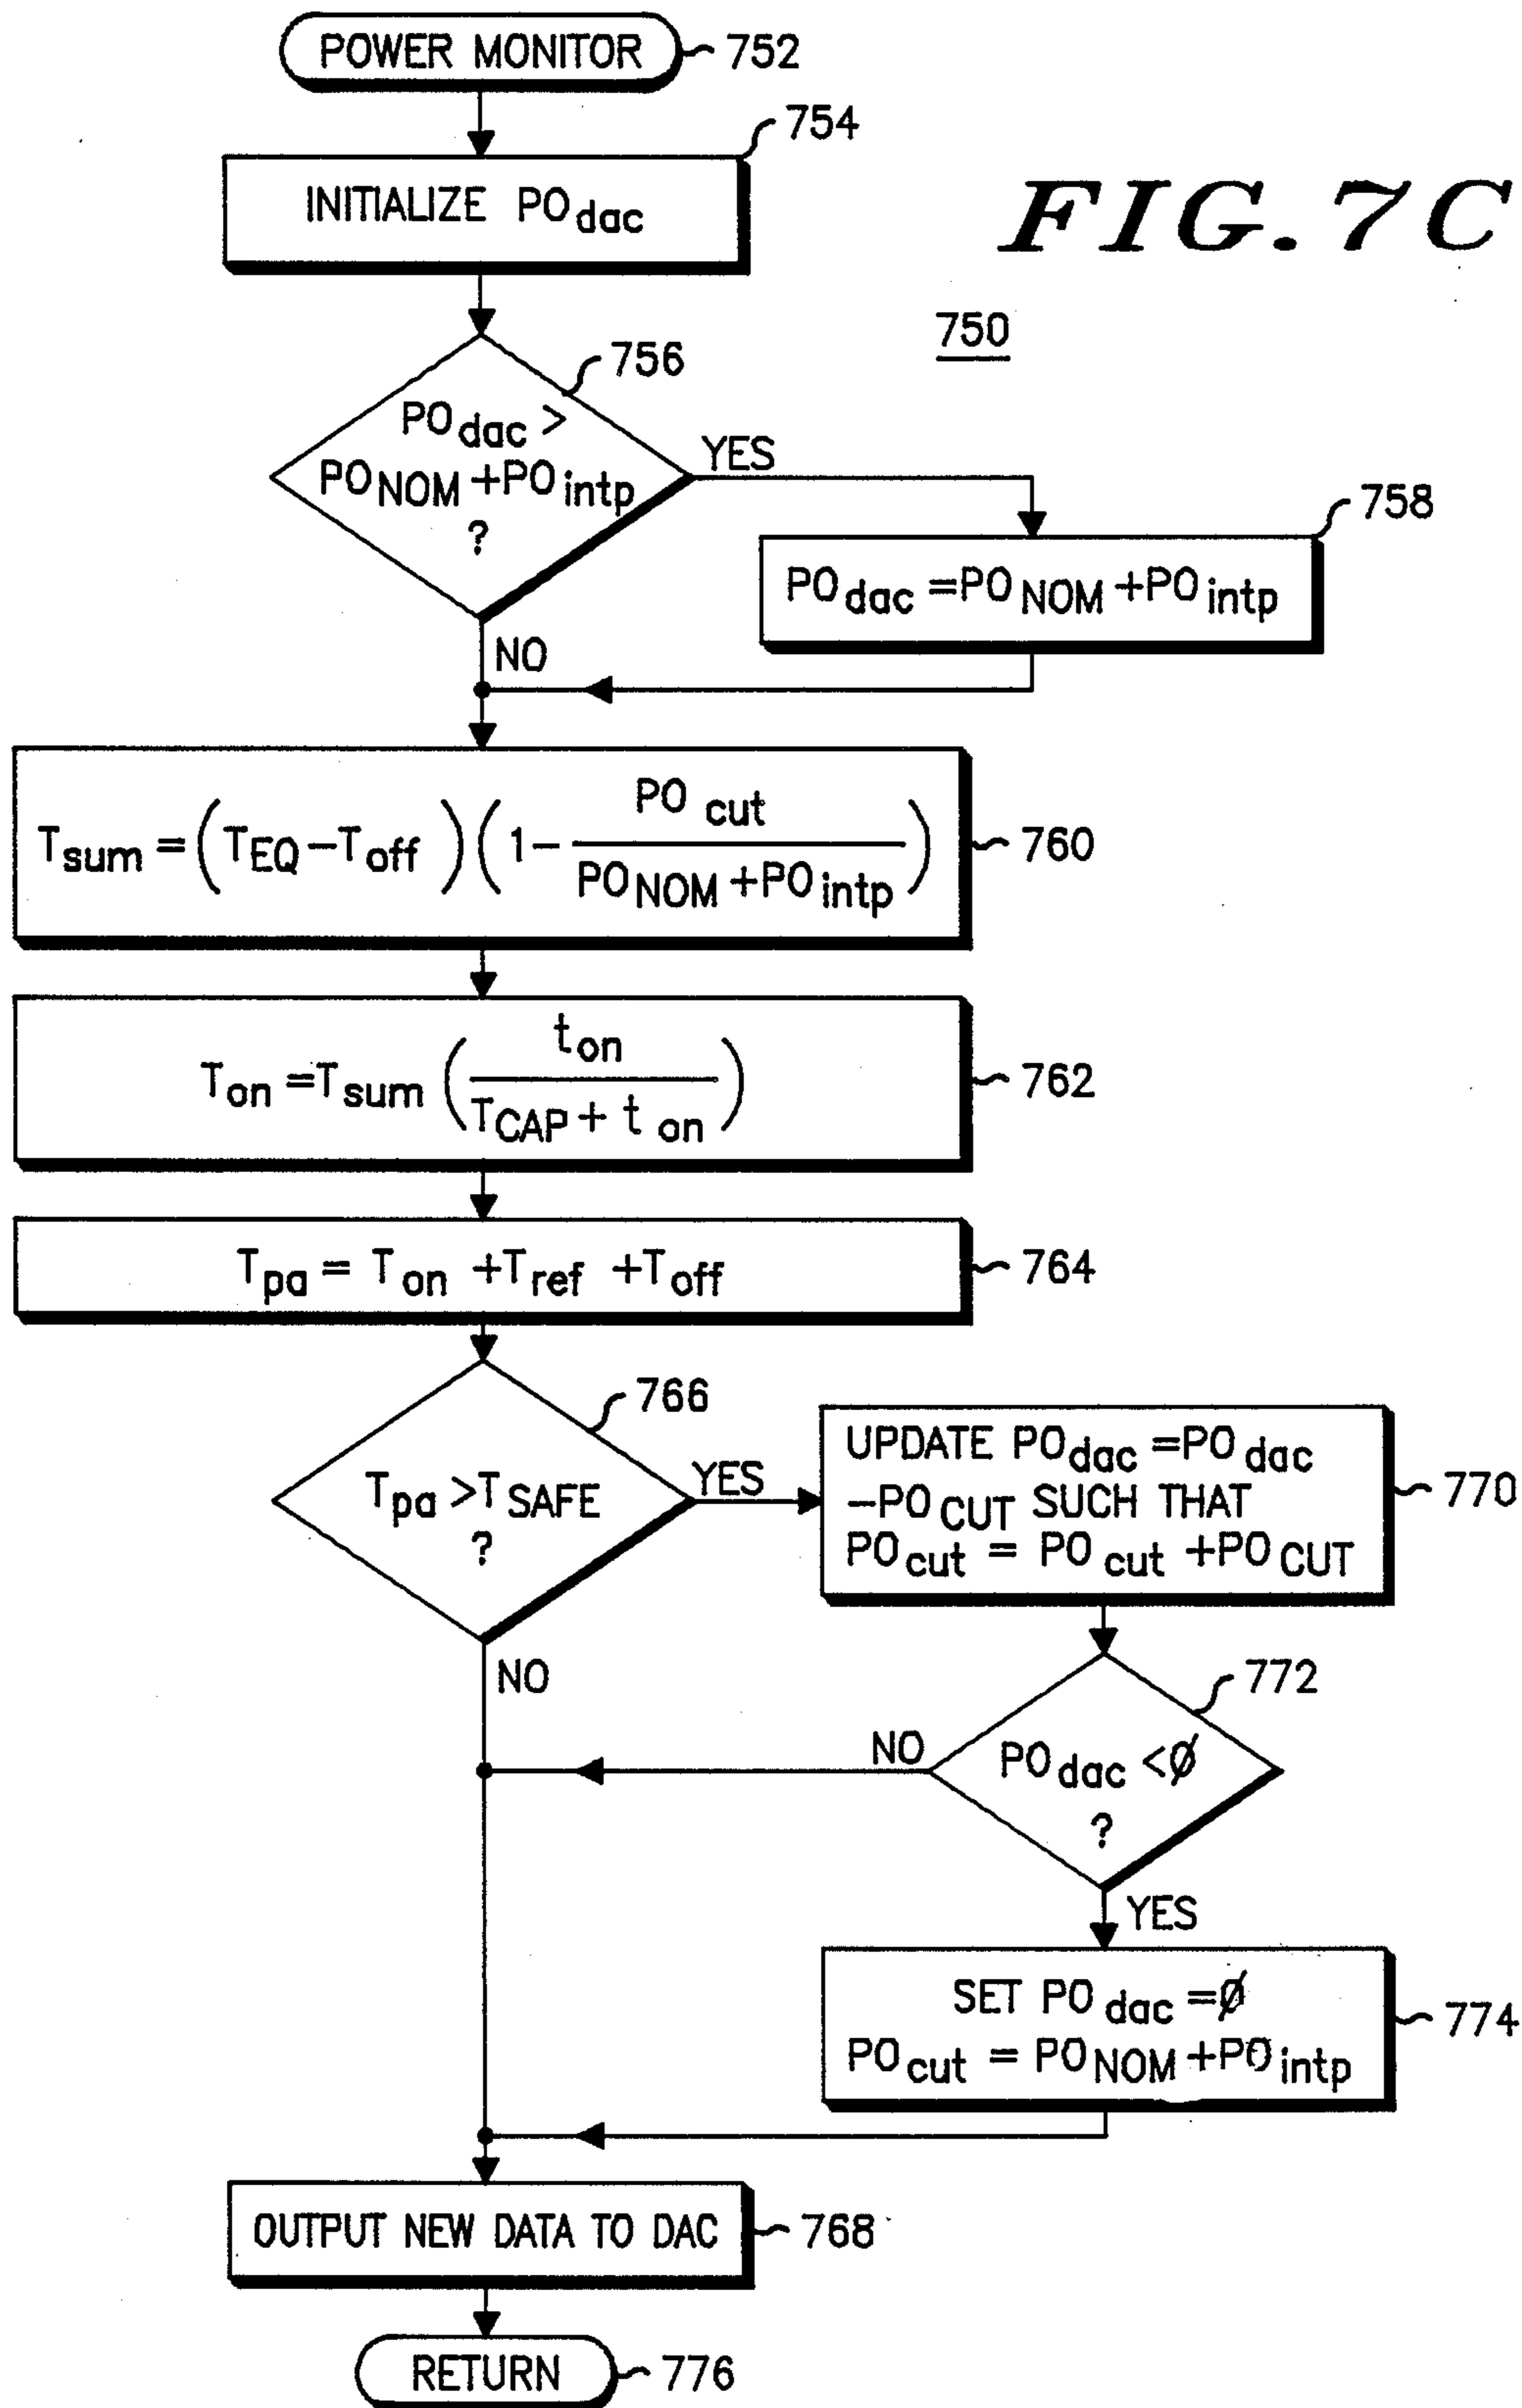 POWER MONITOR
752
754
INITIALIZE PO dac
FIG. 7C
750
756
PO dac >
PO NOM + PO intp
?
YES
758
PO dac = PO NOM + PO intp
NO
T sum = ( T EQ − T off ) ( 1 − PO cut / PO NOM + PO intp )
760
T on = T sum ( t on / T CAP + t on )
762
T pa = T on + T ref + T off
764
766
T pa > T SAFE
?
YES
UPDATE PO dac = PO dac
− PO CUT SUCH THAT
PO cut = PO cut + PO CUT
770
NO
772
NO
PO dac < Ø
?
YES
SET PO dac = Ø
PO cut = PO NOM + PO intp
774
OUTPUT NEW DATA TO DAC
768
RETURN
776